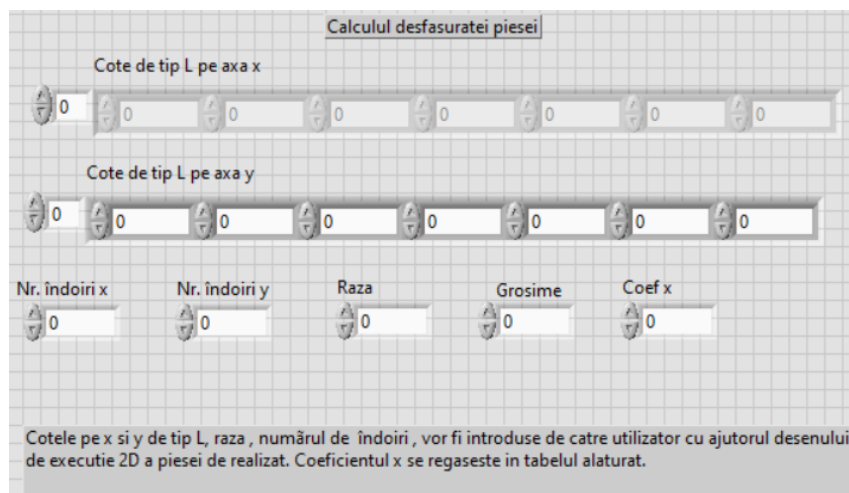 Calculul desfasuratei piesei
Cote de tip L pe axa x
0 0 0 0 0 0 0 0
Cote de tip L pe axa y
0 0 0 0 0 0 0 0
Nr. îndoiri x Nr. îndoiri y Raza Grosime Coef x
0 0 0 0 0
Cotele pe x si y de tip L, raza , numãrul de îndoiri , vor fi introduse de catre utilizator cu ajutorul desenului
de executie 2D a piesei de realizat. Coeficientul x se regaseste in tabelul alaturat.